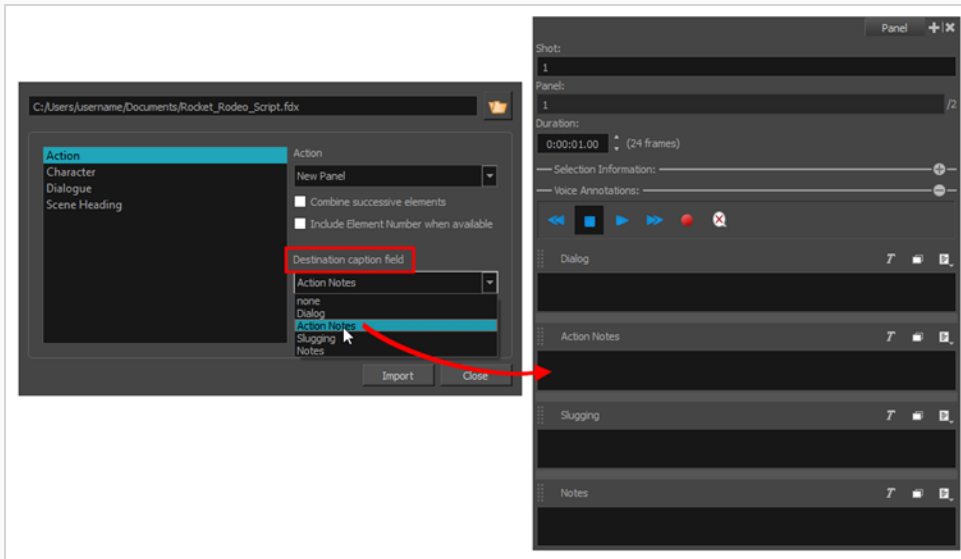 C:/Users/username/Documents/Rocket_Rodeo_Script.fdx
Action
Character
Dialogue
Scene Heading
Action
New Panel
Combine successive elements
Include Element Number when available
Destination caption field
Action Notes
none
Dialog
Action Notes
Slugging
Notes
Import
Close
Panel
Shot:
1
Panel:
1
/2
Duration:
0:00:01.00
(24 frames)
Selection Information:
Voice Annotations:
Dialog
T
Action Notes
T
Slugging
T
Notes
T